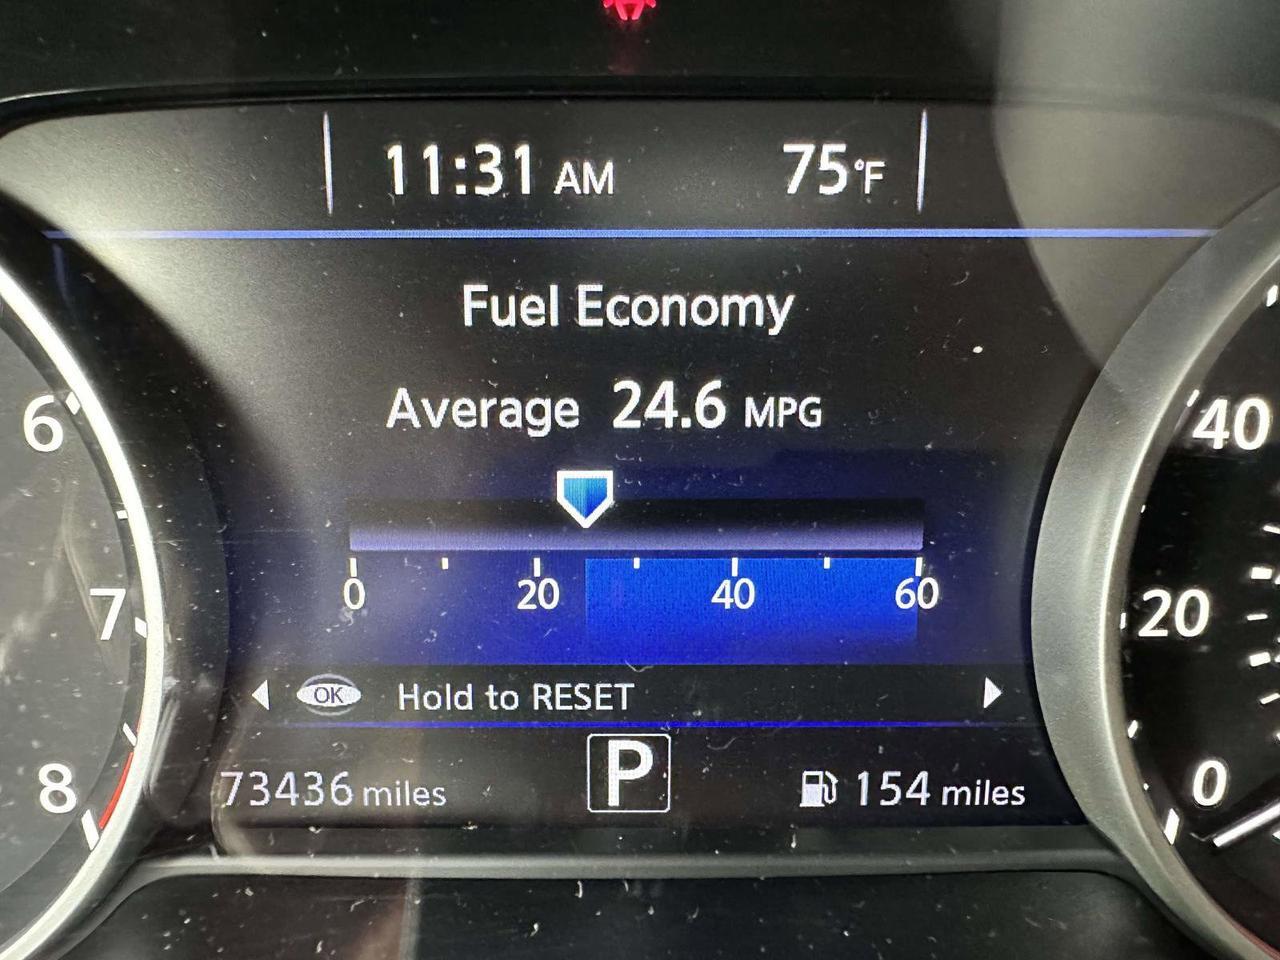 11:31 AM 75°F
Fuel Economy
Average 24.6 MPG
0 20 40 60
OK Hold to RESET
73436 miles P 154 miles
6
7
8
40
20
0